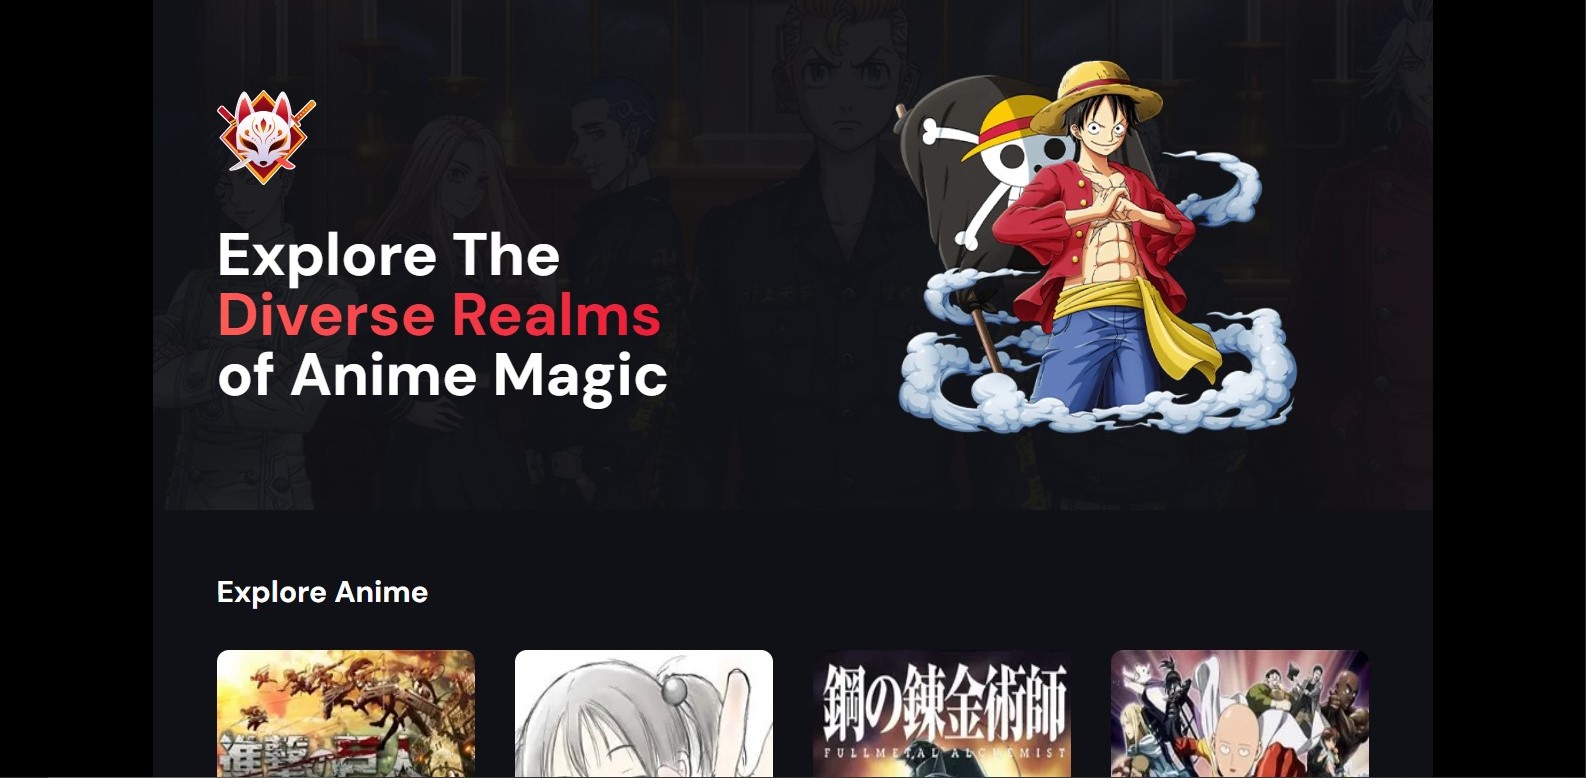 Explore The
Diverse Realms
of Anime Magic
Explore Anime
進撃の巨人
鋼の錬金術師
FULLMETAL ALCHEMIST